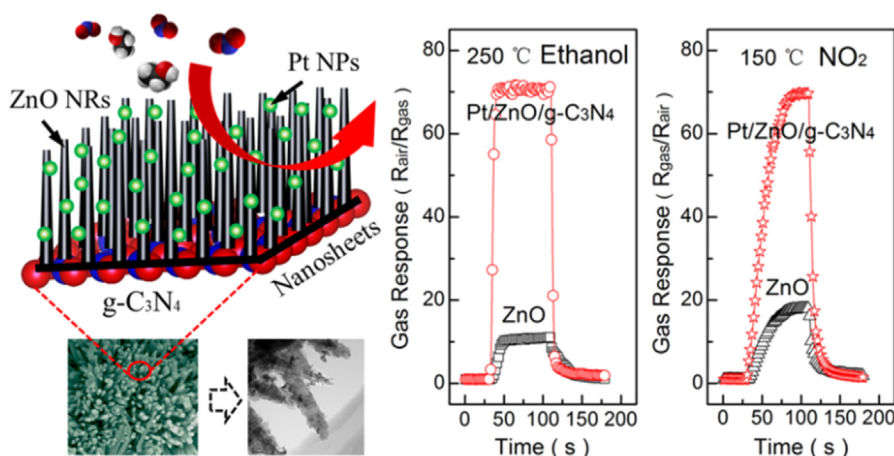 Pt NPs
ZnO NRs
g-C₃N₄
Nanosheets
Gas Response ( Rair/Rgas)
80
60
40
20
0
250 ℃ Ethanol
Pt/ZnO/g-C₃N₄
ZnO
0 50 100 150 200
Time ( s )
Gas Response ( Rgas/Rair)
80
60
40
20
0
150 ℃ NO₂
Pt/ZnO/g-C₃N₄
ZnO
0 50 100 150 200
Time ( s )